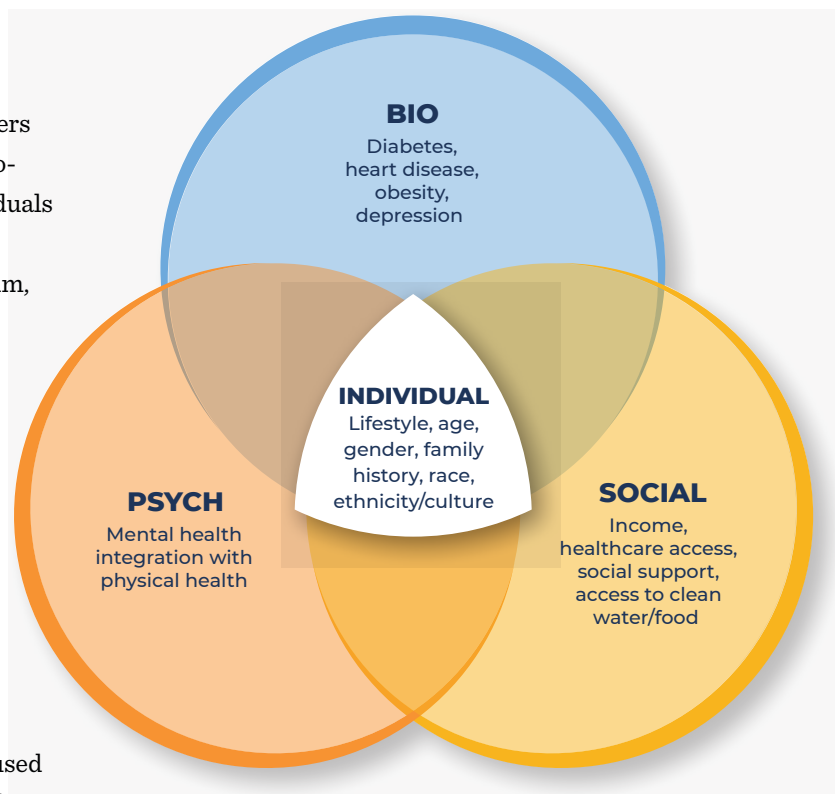 BIO
Diabetes,
heart disease,
obesity,
depression
INDIVIDUAL
Lifestyle, age,
gender, family
history, race,
ethnicity/culture
PSYCH
Mental health
integration with
physical health
SOCIAL
Income,
healthcare access,
social support,
access to clean
water/food